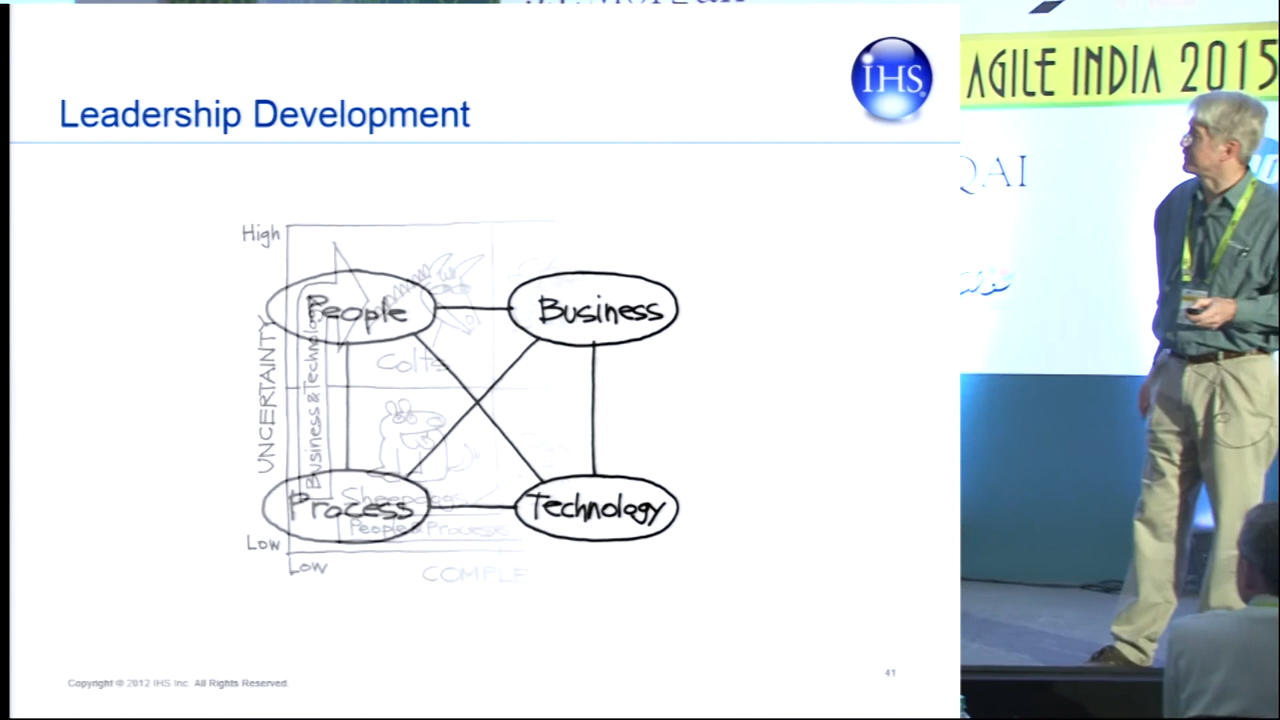 IHS
AGILE INDIA 2015
Leadership Development
QAI
High
People
Business
Colts
UNCERTAINTY
Business & Technology
Process
Technology
Sheepdogs
People & Process
Low
Low
COMPLE
Copyright © 2012 IHS Inc. All Rights Reserved.
41